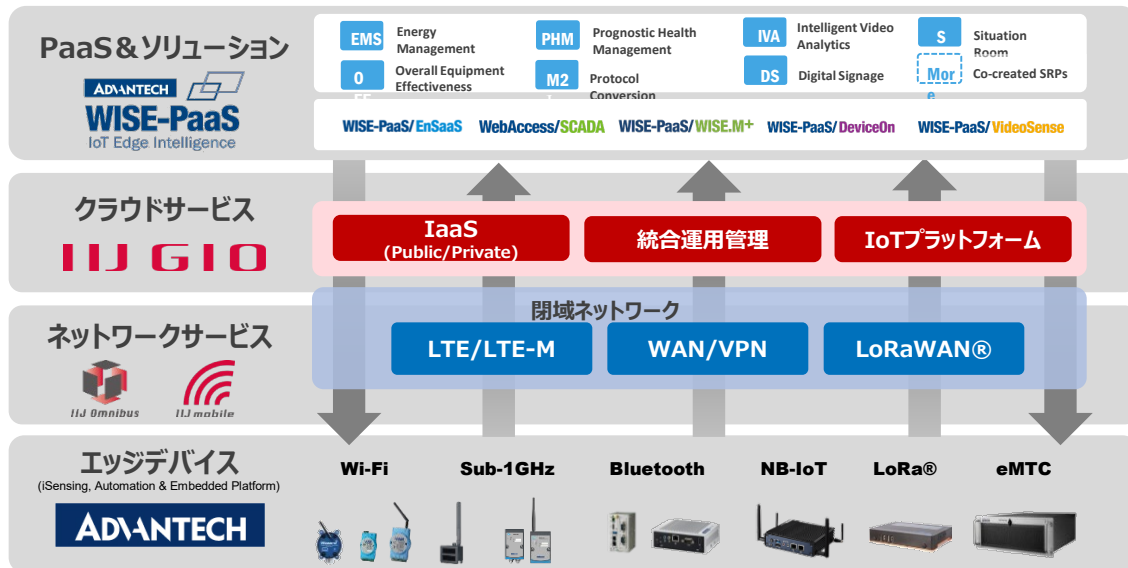 PaaS＆ソリューション
ADVANTECH
WISE-PaaS
IoT Edge Intelligence
EMS
Energy
Management
PHM
Prognostic Health
Management
IVA
Intelligent Video
Analytics
S
Situation
Room
O
Overall Equipment
Effectiveness
M2
Protocol
Conversion
DS
Digital Signage
Mor
e
Co-created SRPs
WISE-PaaS/EnSaaS
WebAccess/SCADA
WISE-PaaS/WISE.M+
WISE-PaaS/DeviceOn
WISE-PaaS/VideoSense
クラウドサービス
IIJ GIO
IaaS
(Public/Private)
統合運用管理
IoTプラットフォーム
ネットワークサービス
IIJ Omnibus
IIJ mobile
閉域ネットワーク
LTE/LTE-M
WAN/VPN
LoRaWAN®
エッジデバイス
(iSensing, Automation & Embedded Platform)
ADVANTECH
Wi-Fi
Sub-1GHz
Bluetooth
NB-IoT
LoRa®
eMTC